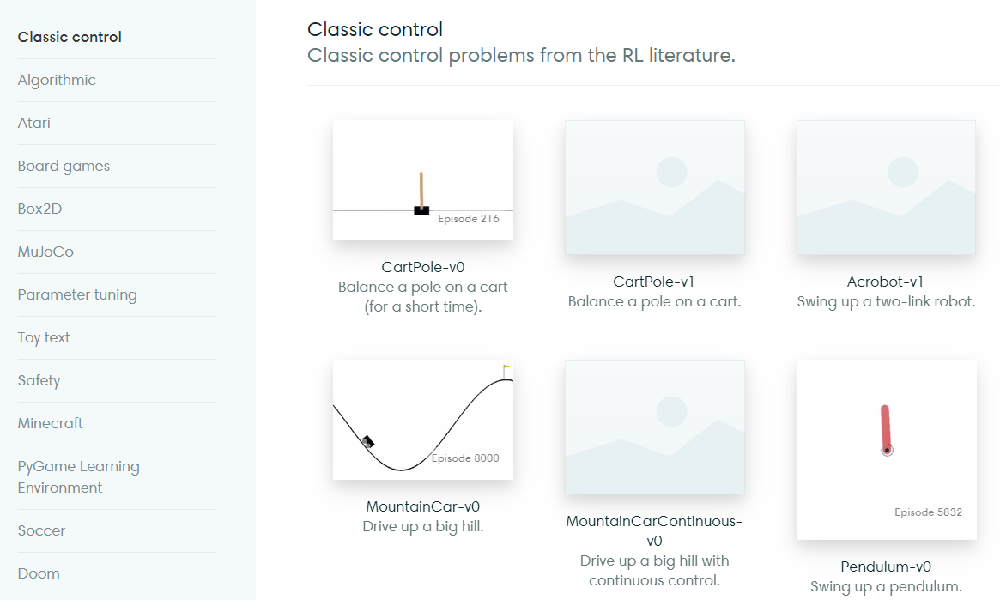 Classic control
Algorithmic
Atari
Board games
Box2D
MuJoCo
Parameter tuning
Toy text
Safety
Minecraft
PyGame Learning
Environment
Soccer
Doom
Classic control
Classic control problems from the RL literature.
Episode 216
CartPole-v0
Balance a pole on a cart
(for a short time).
CartPole-v1
Balance a pole on a cart.
Acrobot-v1
Swing up a two-link robot.
Episode 8000
MountainCar-v0
Drive up a big hill.
MountainCarContinuous-
v0
Drive up a big hill with
continuous control.
Episode 5832
Pendulum-v0
Swing up a pendulum.